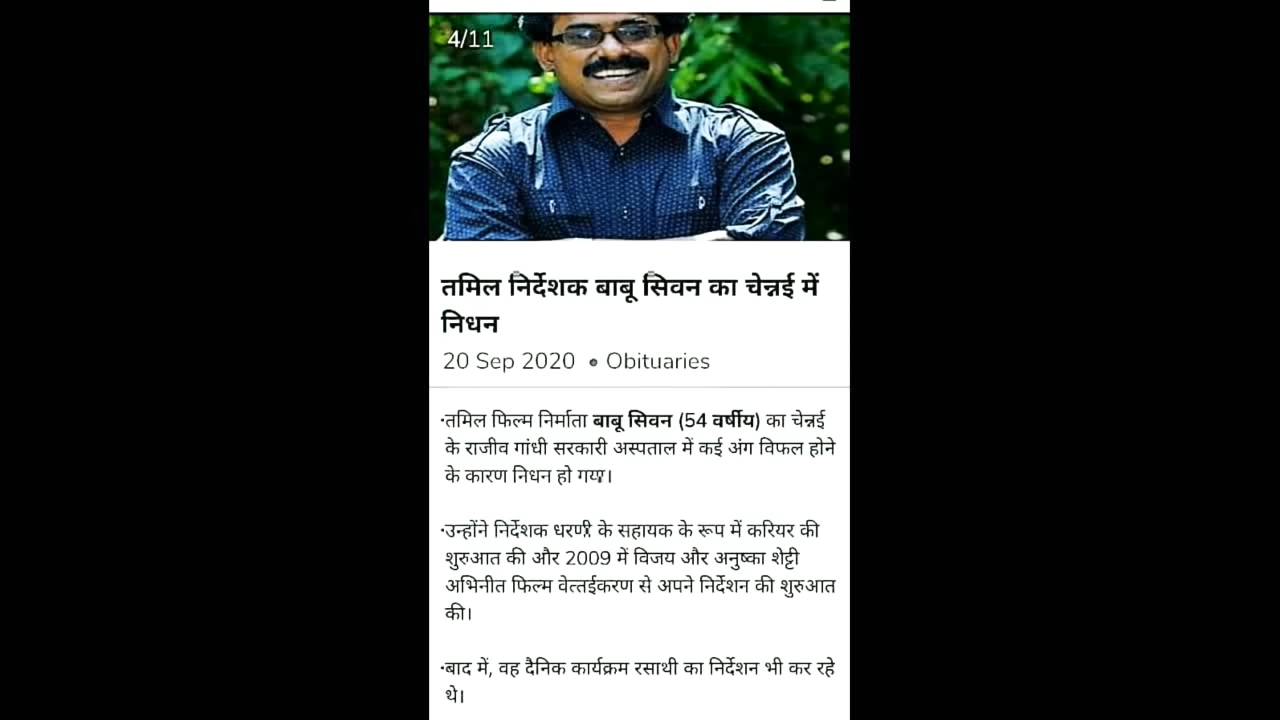 4/11
तमिल निर्देशक बाबू सिवन का चेन्नई में
निधन
20 Sep 2020 • Obituaries
·तमिल फिल्म निर्माता बाबू सिवन (54 वर्षीय) का चेन्नई
के राजीव गांधी सरकारी अस्पताल में कई अंग विफल होने
के कारण निधन हो गया।
·उन्होंने निर्देशक धरणी के सहायक के रूप में करियर की
शुरुआत की और 2009 में विजय और अनुष्का शेट्टी
अभिनीत फिल्म वेत्तईकरण से अपने निर्देशन की शुरुआत
की।
·बाद में, वह दैनिक कार्यक्रम रसाथी का निर्देशन भी कर रहे
थे।